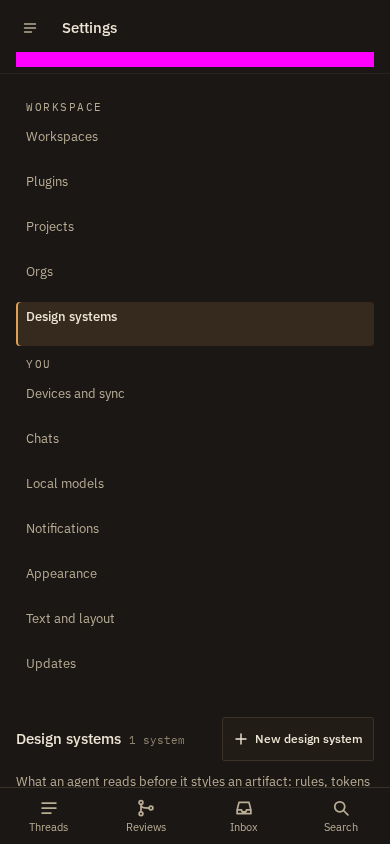 Settings
WORKSPACE
Workspaces
Plugins
Projects
Orgs
Design systems
YOU
Devices and sync
Chats
Local models
Notifications
Appearance
Text and layout
Updates
Design systems 1 system
New design system
What an agent reads before it styles an artifact: rules, tokens
Threads Reviews Inbox Search